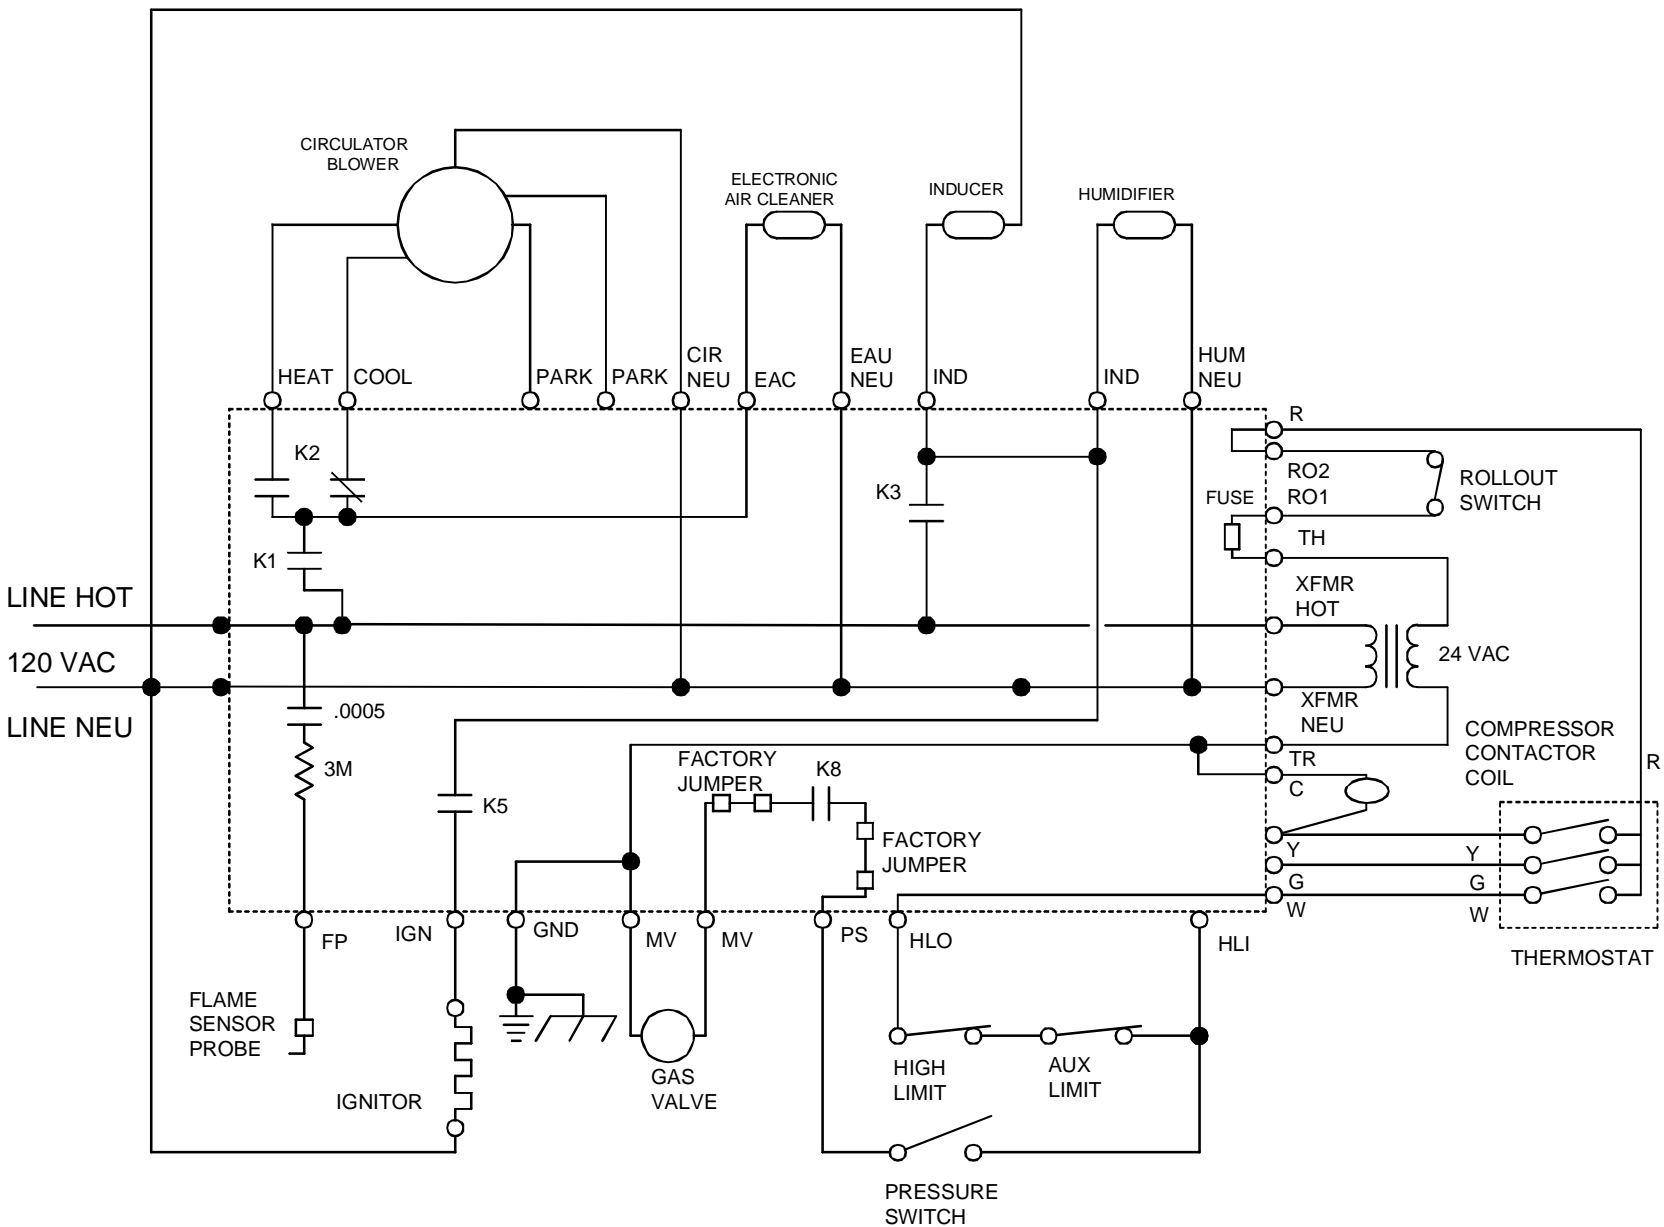 CIRCULATOR
BLOWER
ELECTRONIC
AIR CLEANER
INDUCER
HUMIDIFIER
HEAT
COOL
PARK
PARK
CIR
NEU
EAC
EAU
NEU
IND
IND
HUM
NEU
R
K2
RO2
RO1
ROLLOUT
SWITCH
K3
FUSE
TH
K1
XFMR
HOT
LINE HOT
120 VAC
LINE NEU
24 VAC
XFMR
NEU
.0005
3M
FACTORY
JUMPER
K8
TR
C
COMPRESSOR
CONTACTOR
COIL
R
K5
FACTORY
JUMPER
Y
Y
G
G
W
W
FP
IGN
GND
MV
MV
PS
HLO
HLI
THERMOSTAT
FLAME
SENSOR
PROBE
GAS
VALVE
HIGH
LIMIT
AUX
LIMIT
IGNITOR
PRESSURE
SWITCH